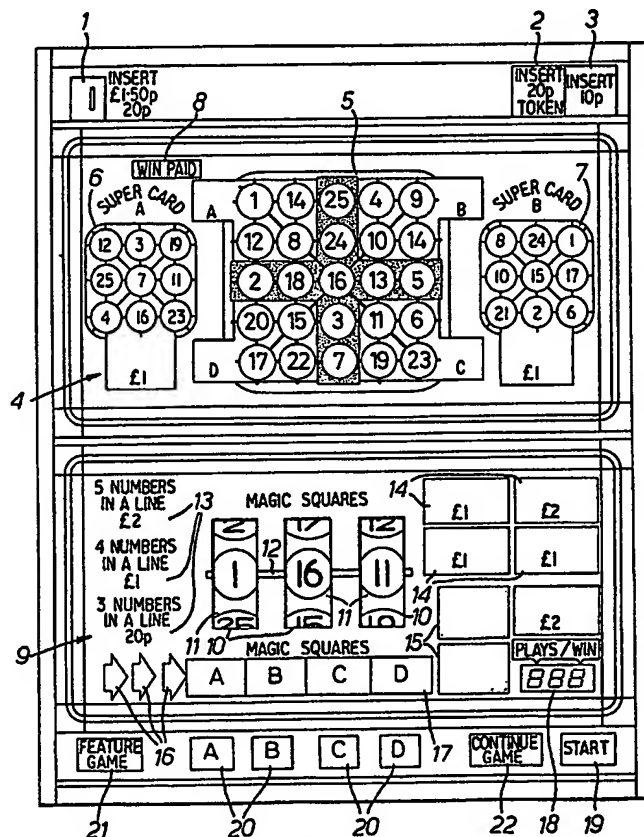 1
2
3
INSERT
£1·50p
20p
1
INSERT
20p
TOKEN
INSERT
10p
8
5
WIN PAID
6
SUPER CARD
A
12 3 19
25 7 11
4 16 23
£1
4
A
B
1 14 25 4 9
12 8 24 10 14
2 18 16 13 5
20 15 3 11 6
17 22 7 19 23
D
C
7
SUPER CARD
B
8 24 1
10 15 17
21 2 6
£1
5 NUMBERS
IN A LINE
£2
13
4 NUMBERS
IN A LINE
£1
3 NUMBERS
IN A LINE
20p
9
MAGIC SQUARES
2 17 12
12
1 16 11
11
10
11 10
10
MAGIC SQUARES
A B C D
14
£1 £2
£1 £1
14
15
£2
PLAYS/WIN
888
16
17
FEATURE
GAME
A B C D
CONTINUE
GAME
START
21
20
20
22
18
19